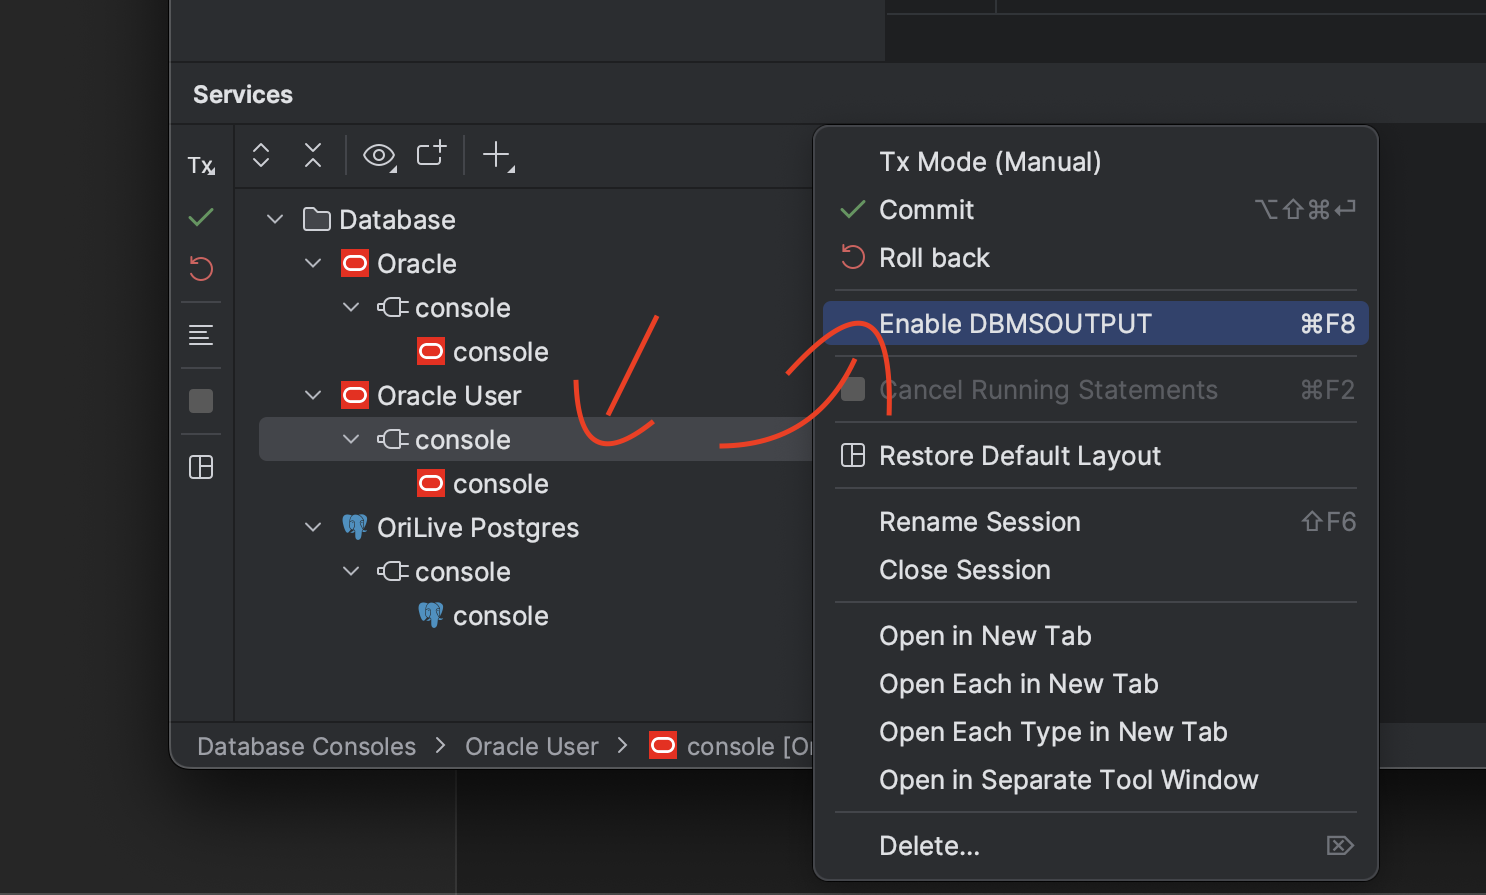 Services
Tx
Database
Oracle
console
console
Oracle User
console
console
OriLive Postgres
console
console
Database Consoles > Oracle User > console [O
Tx Mode (Manual)
Commit ⌥⇧⌘↩
Roll back
Enable DBMSOUTPUT ⌘F8
Cancel Running Statements ⌘F2
Restore Default Layout
Rename Session ⇧F6
Close Session
Open in New Tab
Open Each in New Tab
Open Each Type in New Tab
Open in Separate Tool Window
Delete... ⌦